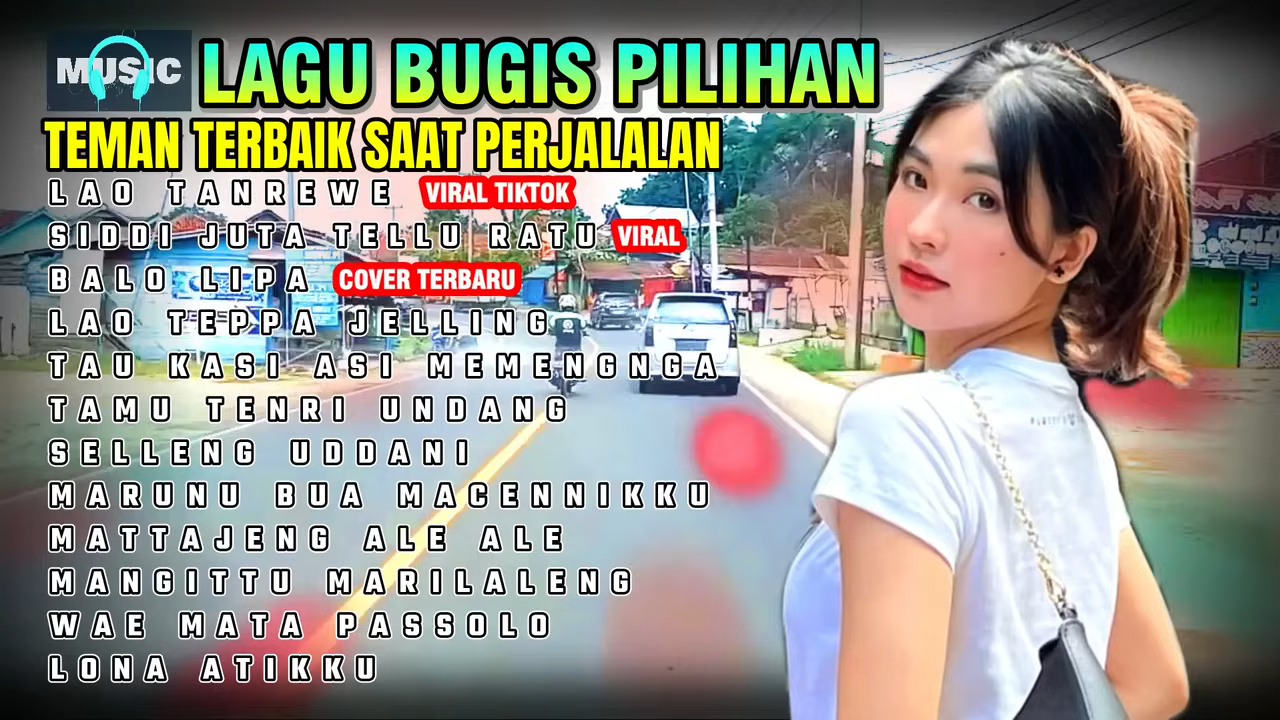 MUSIC
LAGU BUGIS PILIHAN
TEMAN TERBAIK SAAT PERJALALAN
LAO TANREWE VIRAL TIKTOK
SIDDI JUTA TELLU RATU VIRAL
BALO LIPA COVER TERBARU
LAO TEPPA JELLING
TAU KASI ASI MEMENGNGA
TAMU TENRI UNDANG
SELLENG UDDANI
MARUNU BUA MACENNIKKU
MATTAJENG ALE ALE
MANGITTU MARILALENG
WAE MATA PASSOLO
LONA ATIKKU